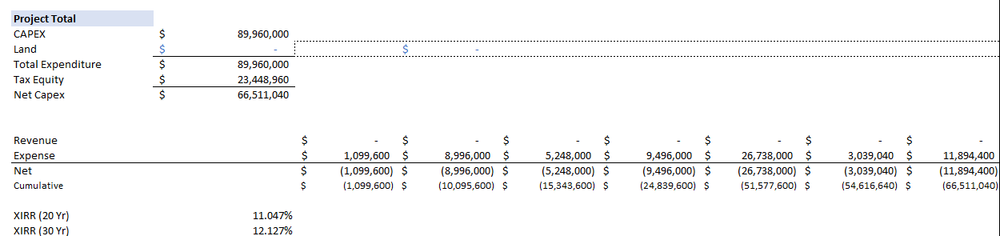 Project Total
CAPEX $ 89,960,000
Land $ - $ -
Total Expenditure $ 89,960,000
Tax Equity $ 23,448,960
Net Capex $ 66,511,040
Revenue $ - $ - $ - $ - $ - $ - $ -
Expense $ 1,099,600 $ 8,996,000 $ 5,248,000 $ 9,496,000 $ 26,738,000 $ 3,039,040 $ 11,894,400
Net $ (1,099,600) $ (8,996,000) $ (5,248,000) $ (9,496,000) $ (26,738,000) $ (3,039,040) $ (11,894,400)
Cumulative $ (1,099,600) $ (10,095,600) $ (15,343,600) $ (24,839,600) $ (51,577,600) $ (54,616,640) $ (66,511,040)
XIRR (20 Yr) 11.047%
XIRR (30 Yr) 12.127%